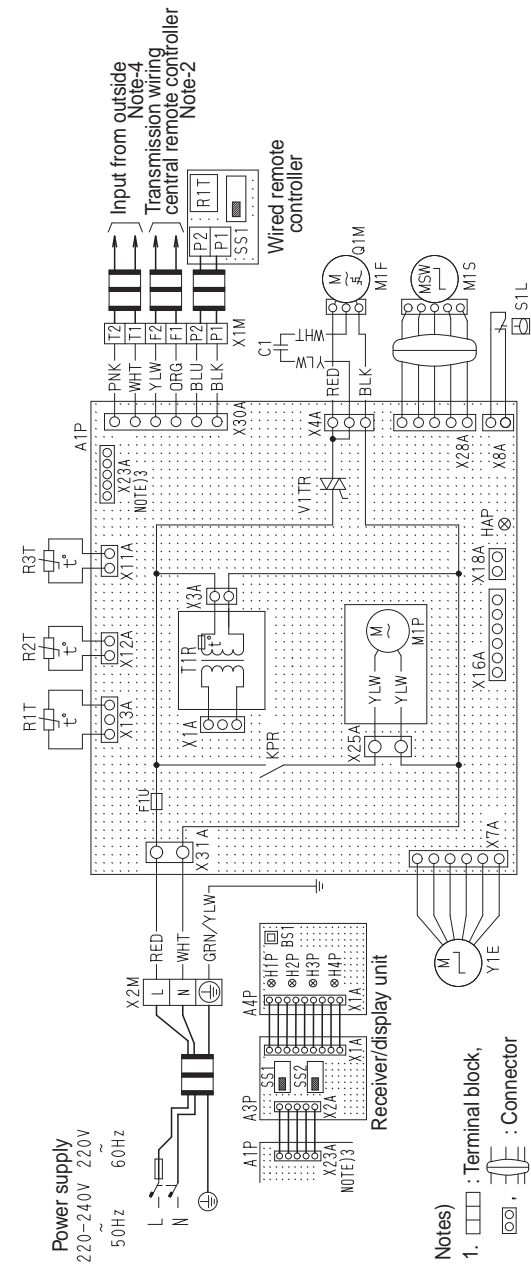 Power supply
220-240V 220V
~ ~
50Hz 60Hz
L
N
X2M
L
N
RED
WHT
GRN/YLW
X31A
F1U
R1T
t°
X13A
R2T
t°
X12A
R3T
t°
X11A
X23A
NOTE)3
A1P
X1A
T1R
t°
X3A
KPR
X25A
YLW
YLW
M~
M1P
V1TR
X16A
X18A
HAP
X30A
PNK
WHT
YLW
ORG
BLU
BLK
T2
T1
F2
F1
P2
P1
X1M
Input from outside
Note-4
Transmission wiring
central remote controller
Note-2
P2
P1
R1T
SS1
Wired remote
controller
X4A
RED
YLW
C1
WHT
BLK
M~
Q1M
M1F
X28A
MSW
M1S
X8A
S1L
X7A
M
Y1E
A1P
X23A
NOTE)3
A3P
X2A
SS1
SS2
X1A
A4P
X1A
BS1
H1P
H2P
H3P
H4P
Receiver/display unit
Notes)
1. : Terminal block,
, : Connector